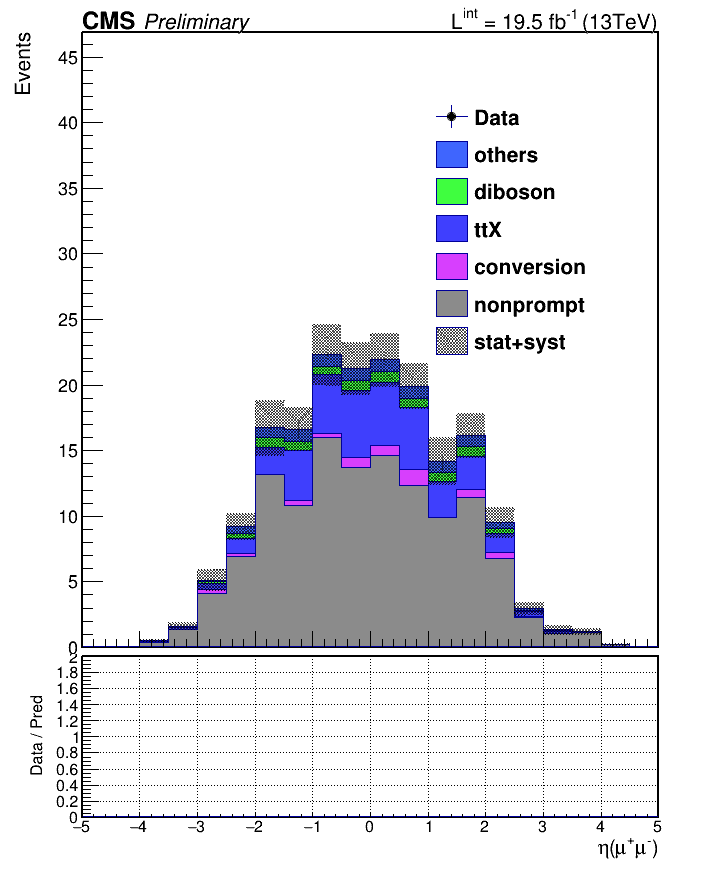 CMS Preliminary L^int = 19.5 fb^-1 (13TeV)
Events
45
40
35
30
25
20
15
10
5
0
Data
others
diboson
ttX
conversion
nonprompt
stat+syst
Data / Pred
2
1.8
1.6
1.4
1.2
1
0.8
0.6
0.4
0.2
0
−5 −4 −3 −2 −1 0 1 2 3 4 5
η(μ⁺μ⁻)